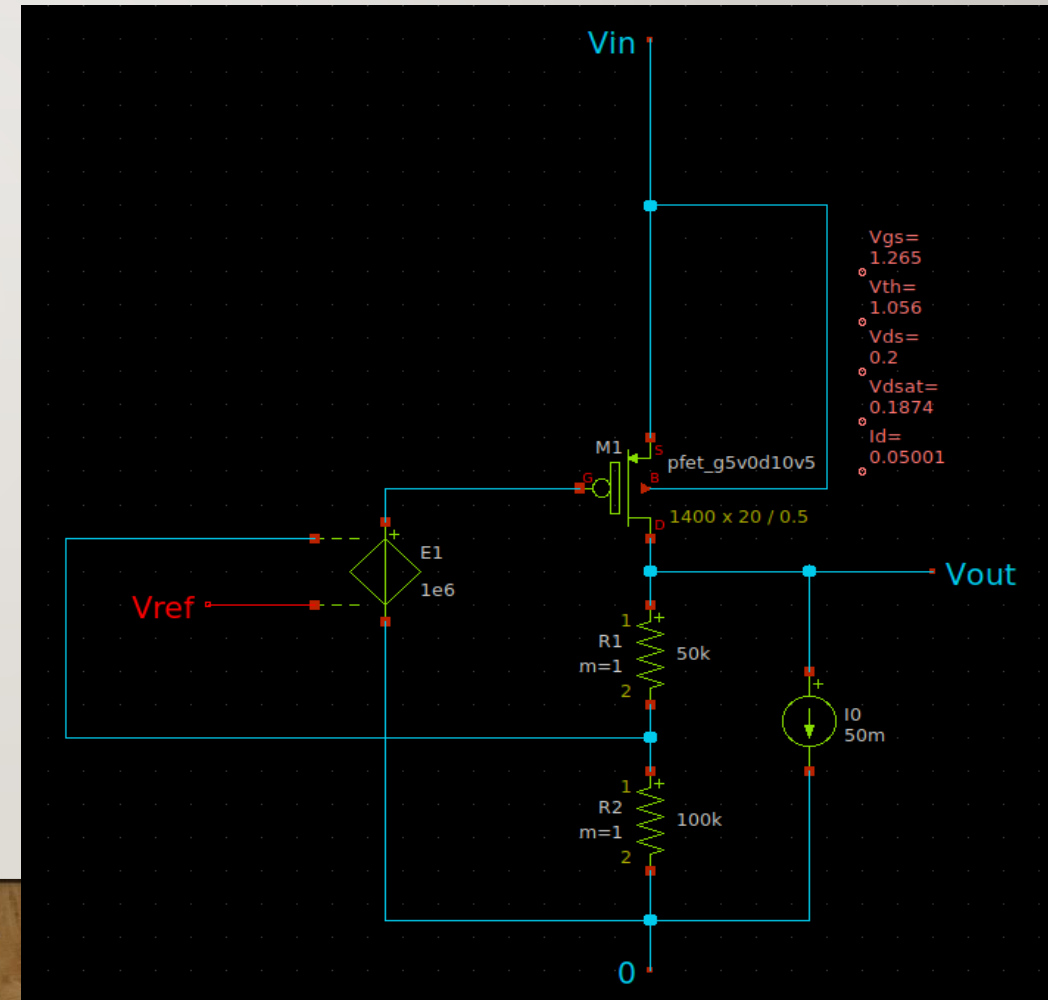 Vin
Vgs=
1.265
Vth=
1.056
Vds=
0.2
Vdsat=
0.1874
Id=
0.05001
M1
S
pfet_g5v0d10v5
G
B
1400 x 20 / 0.5
D
+
E1
1e6
Vout
Vref
1
+
R1
50k
m=1
2
+
I0
50m
1
+
R2
100k
m=1
2
0